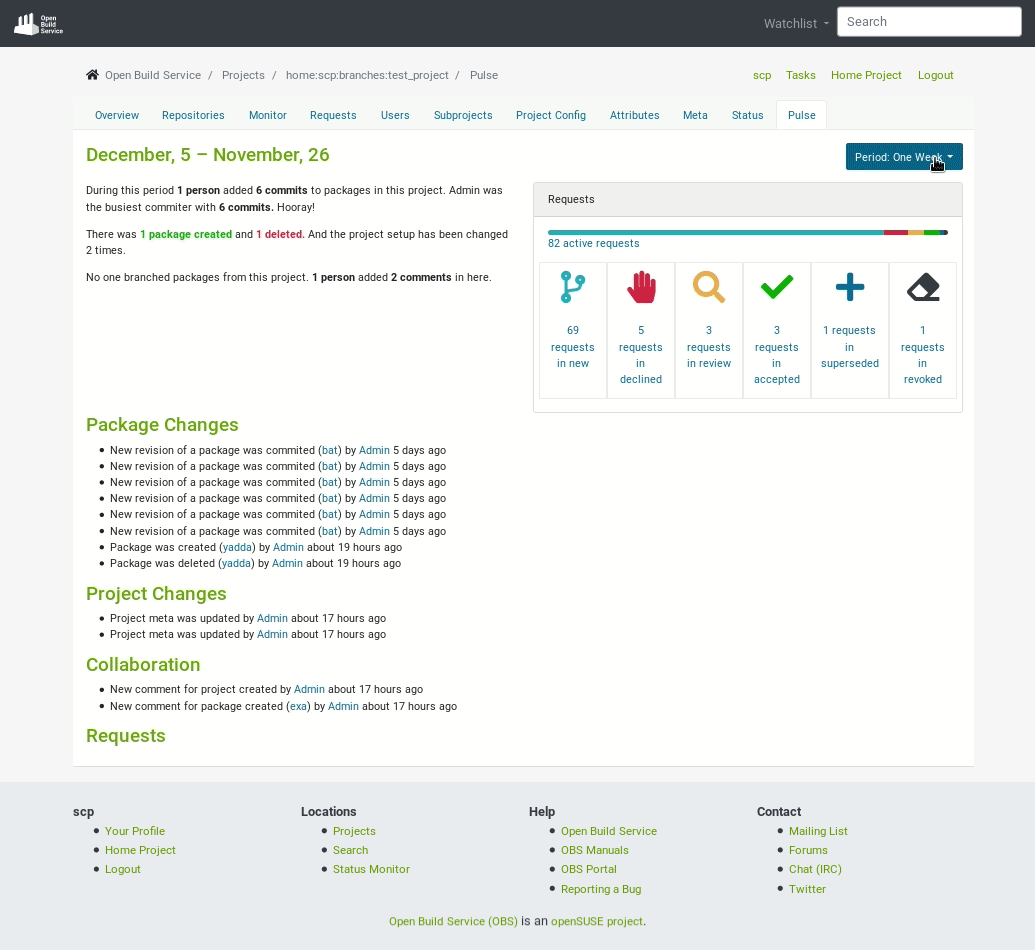 Open
Build
Service
Watchlist
Search
Open Build Service / Projects / home:scp:branches:test_project / Pulse
scp Tasks Home Project Logout
Overview Repositories Monitor Requests Users Subprojects Project Config Attributes Meta Status Pulse
December, 5 – November, 26
Period: One Week
During this period 1 person added 6 commits to packages in this project. Admin was
the busiest commiter with 6 commits. Hooray!
There was 1 package created and 1 deleted. And the project setup has been changed
2 times.
No one branched packages from this project. 1 person added 2 comments in here.
Requests
82 active requests
69
requests
in new
5
requests
in
declined
3
requests
in review
3
requests
in
accepted
1 requests
in
superseded
1
requests
in
revoked
Package Changes
New revision of a package was commited (bat) by Admin 5 days ago
New revision of a package was commited (bat) by Admin 5 days ago
New revision of a package was commited (bat) by Admin 5 days ago
New revision of a package was commited (bat) by Admin 5 days ago
New revision of a package was commited (bat) by Admin 5 days ago
New revision of a package was commited (bat) by Admin 5 days ago
Package was created (yadda) by Admin about 19 hours ago
Package was deleted (yadda) by Admin about 19 hours ago
Project Changes
Project meta was updated by Admin about 17 hours ago
Project meta was updated by Admin about 17 hours ago
Collaboration
New comment for project created by Admin about 17 hours ago
New comment for package created (exa) by Admin about 17 hours ago
Requests
scp
Your Profile
Home Project
Logout
Locations
Projects
Search
Status Monitor
Help
Open Build Service
OBS Manuals
OBS Portal
Reporting a Bug
Contact
Mailing List
Forums
Chat (IRC)
Twitter
Open Build Service (OBS) is an openSUSE project.